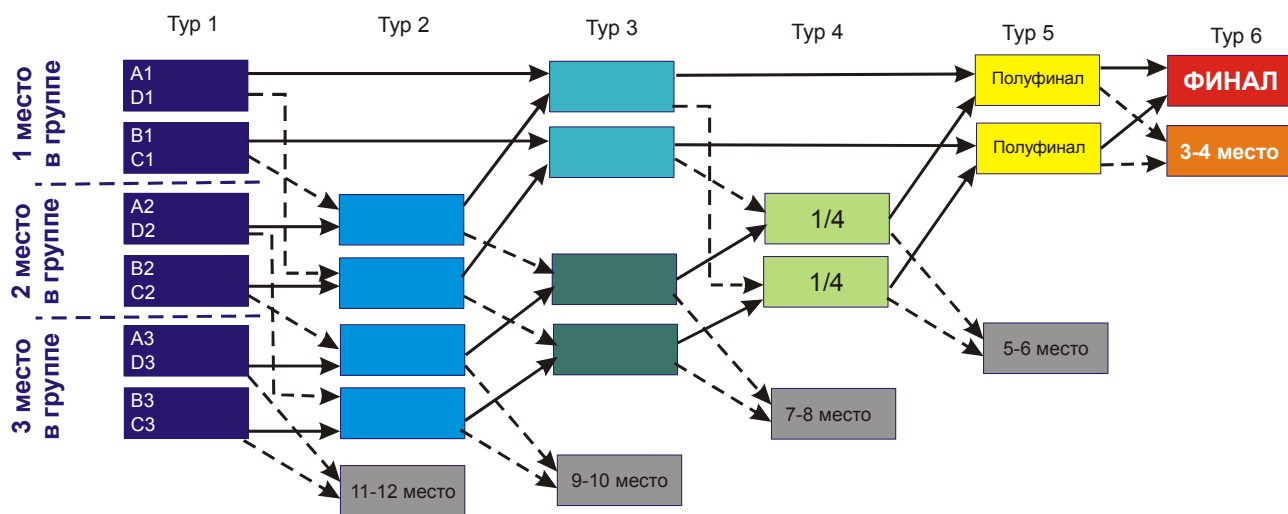 Тур 1
Тур 2
Тур 3
Тур 4
Тур 5
Тур 6
1 место
в группе
2 место
в группе
3 место
в группе
A1
D1
B1
C1
A2
D2
B2
C2
A3
D3
B3
C3
11-12 место
9-10 место
1/4
1/4
7-8 место
Полуфинал
Полуфинал
5-6 место
ФИНАЛ
3-4 место